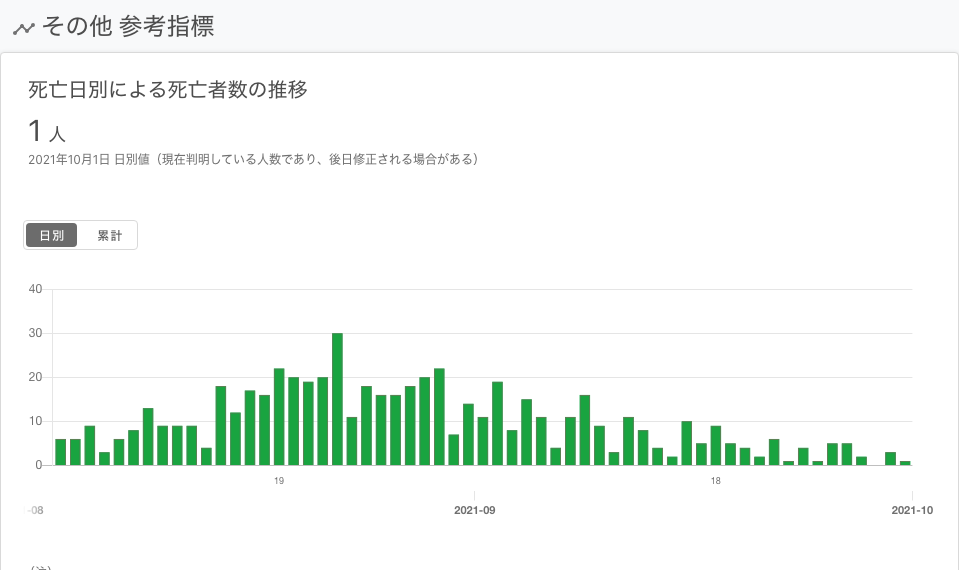 その他 参考指標
死亡日別による死亡者数の推移
1 人
2021年10月1日 日別値（現在判明している人数であり、後日修正される場合がある）
日別 累計
40
30
20
10
0
19 18
-08 2021-09 2021-10